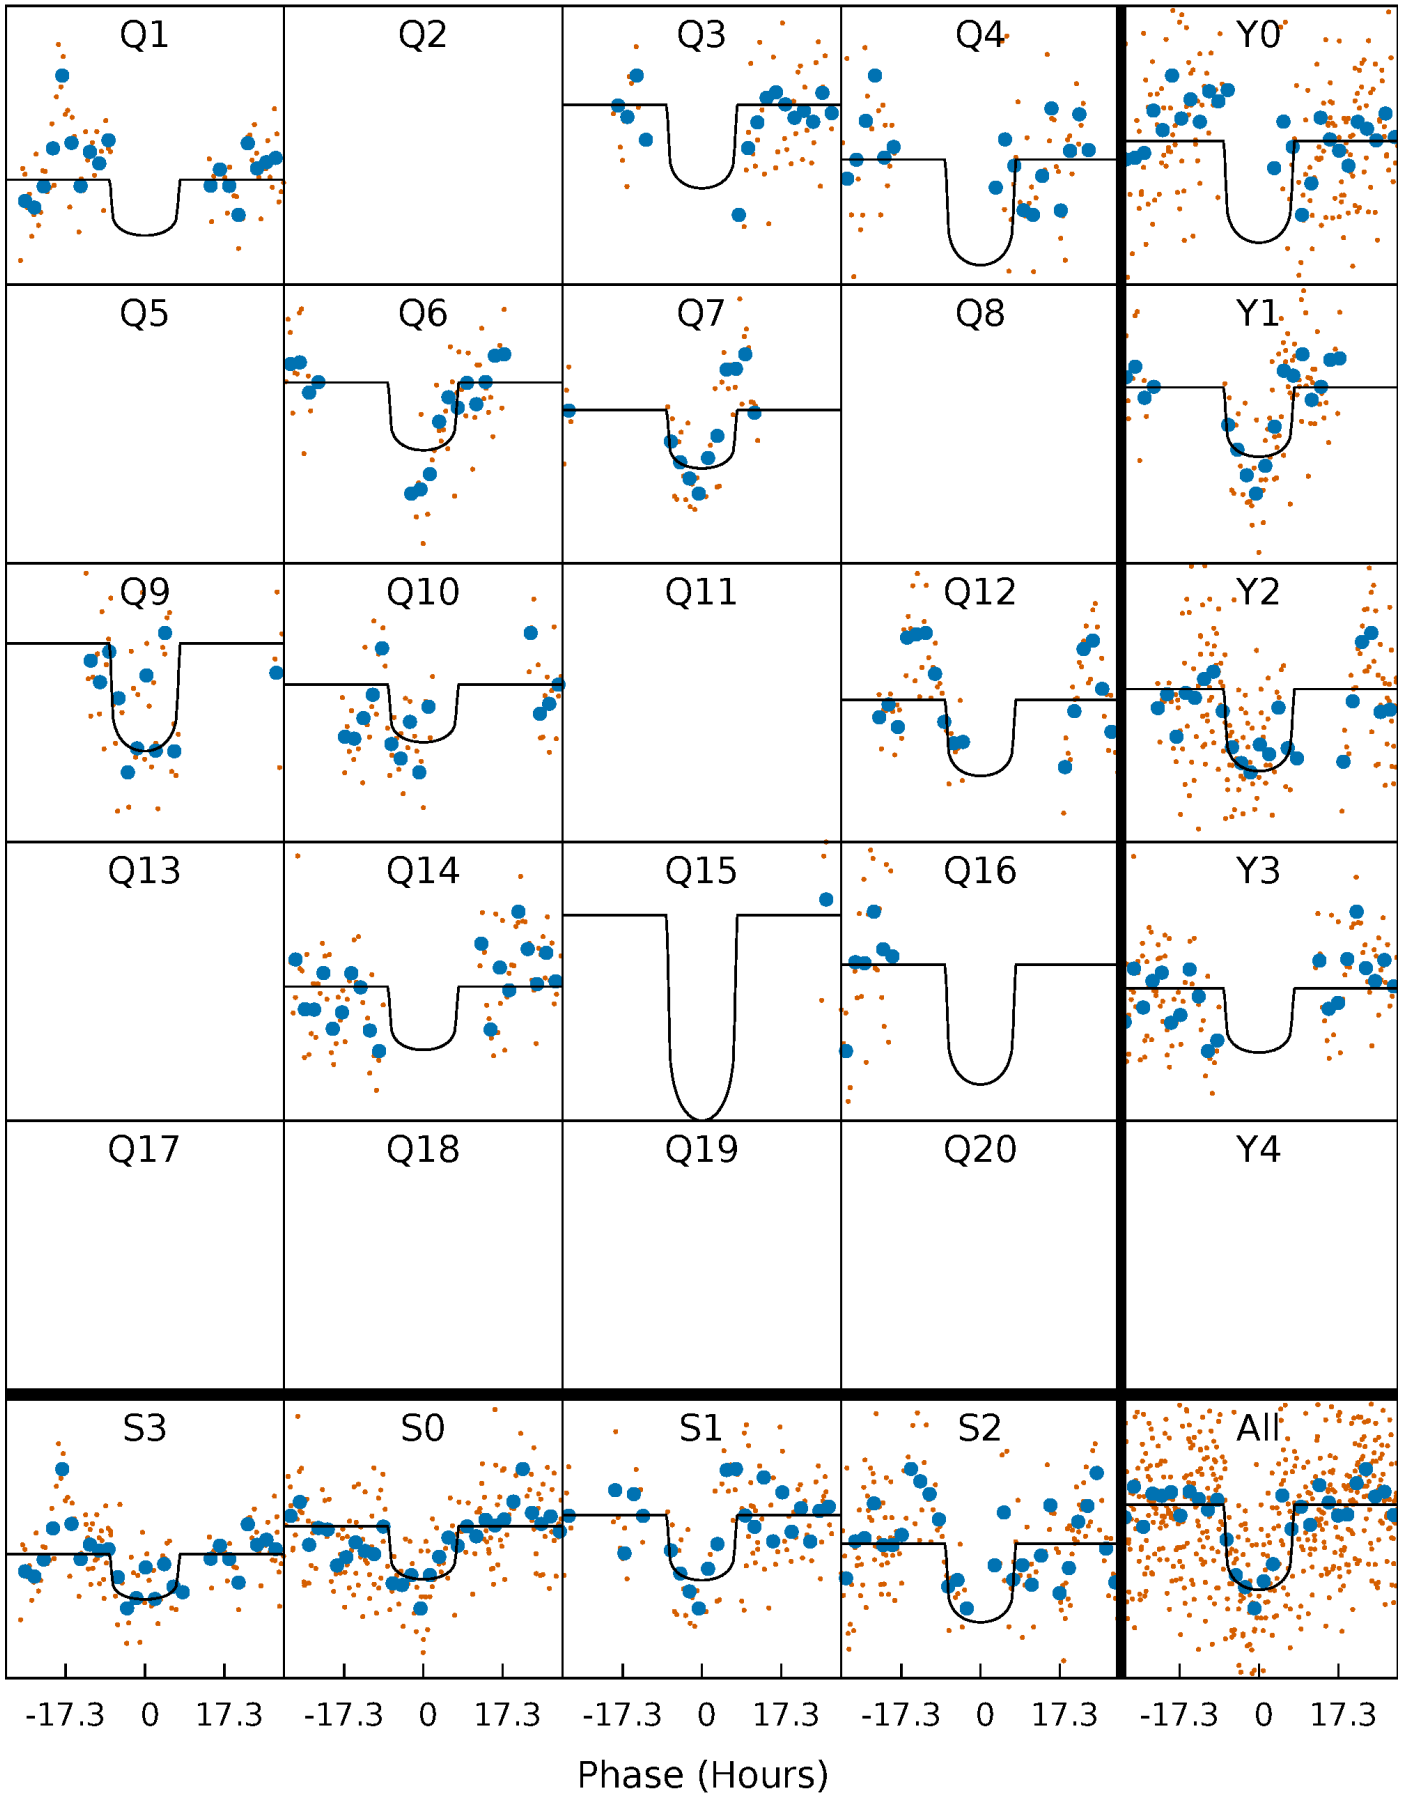 Q1 Q2 Q3 Q4 Y0
Q5 Q6 Q7 Q8 Y1
Q9 Q10 Q11 Q12 Y2
Q13 Q14 Q15 Q16 Y3
Q17 Q18 Q19 Q20 Y4
S3 S0 S1 S2 All
-17.3 0 17.3 -17.3 0 17.3 -17.3 0 17.3 -17.3 0 17.3 -17.3 0 17.3
Phase (Hours)